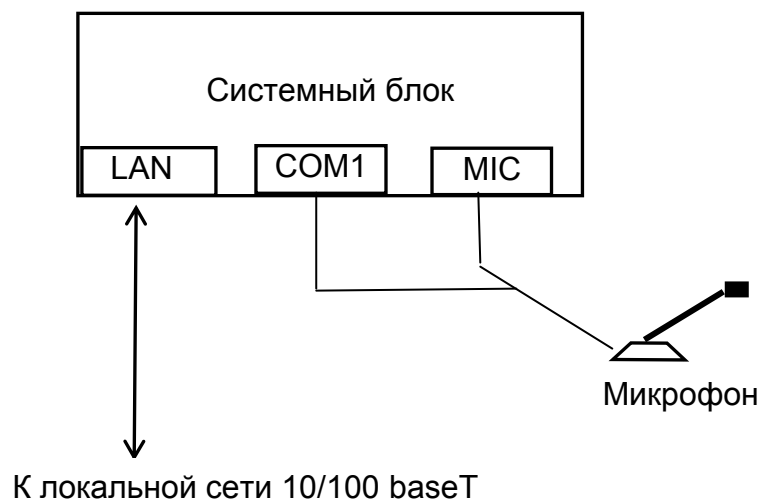 Системный блок
LAN
COM1
MIC
Микрофон
К локальной сети 10/100 baseT